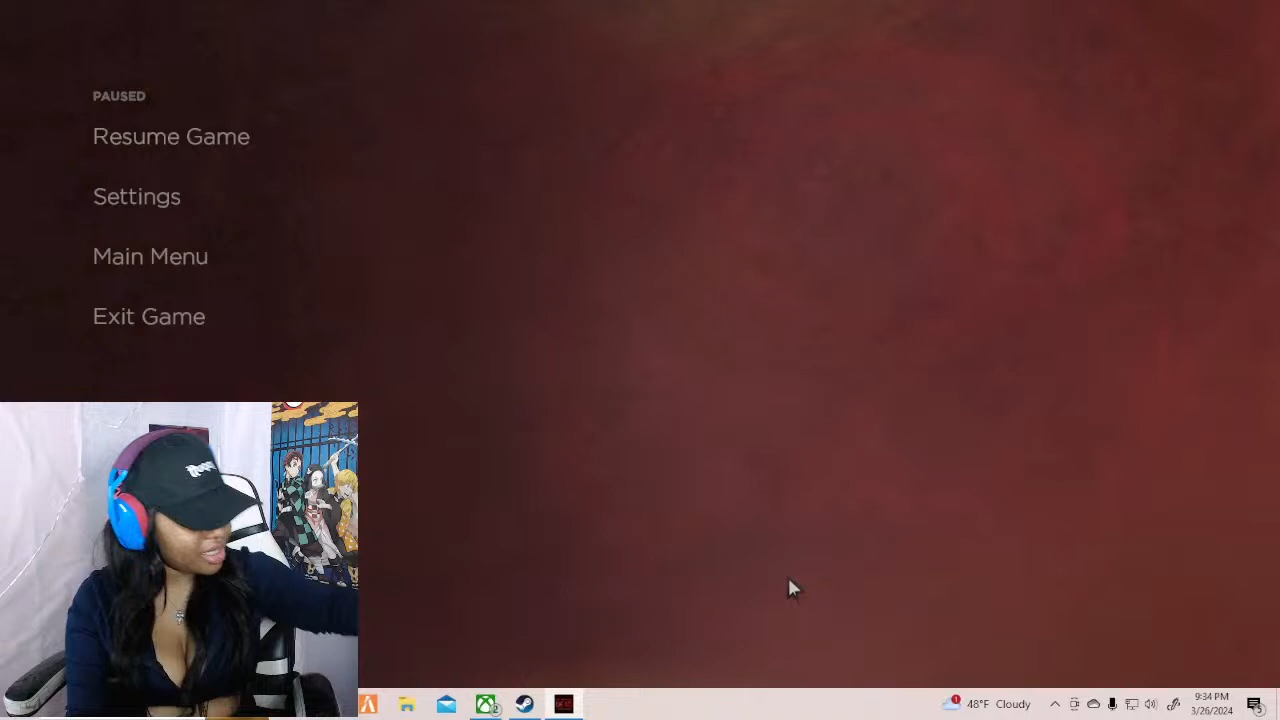 PAUSED
Resume Game
Settings
Main Menu
Exit Game
48°F Cloudy
9:34 PM
3/26/2024